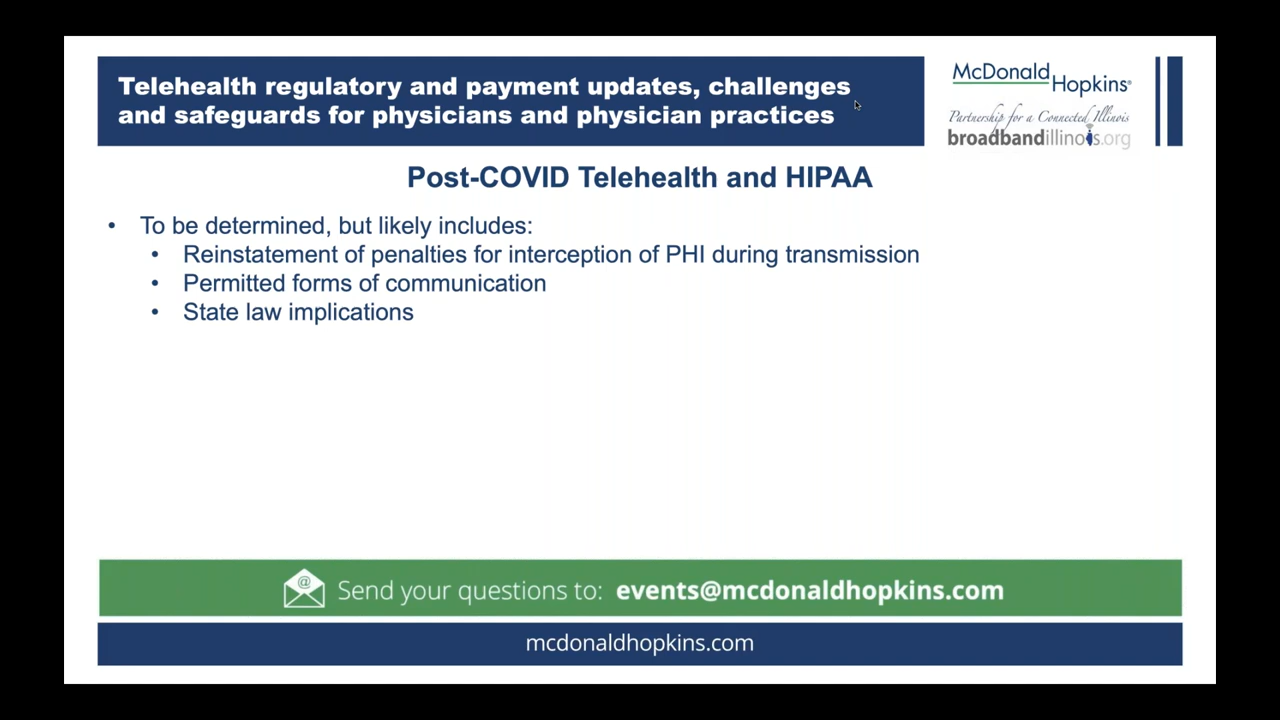 Telehealth regulatory and payment updates, challenges
and safeguards for physicians and physician practices
McDonald
Hopkins®
Partnership for a Connected Illinois
broadbandillinois.org
Post-COVID Telehealth and HIPAA
• To be determined, but likely includes:
• Reinstatement of penalties for interception of PHI during transmission
• Permitted forms of communication
• State law implications
@ Send your questions to: events@mcdonaldhopkins.com
mcdonaldhopkins.com